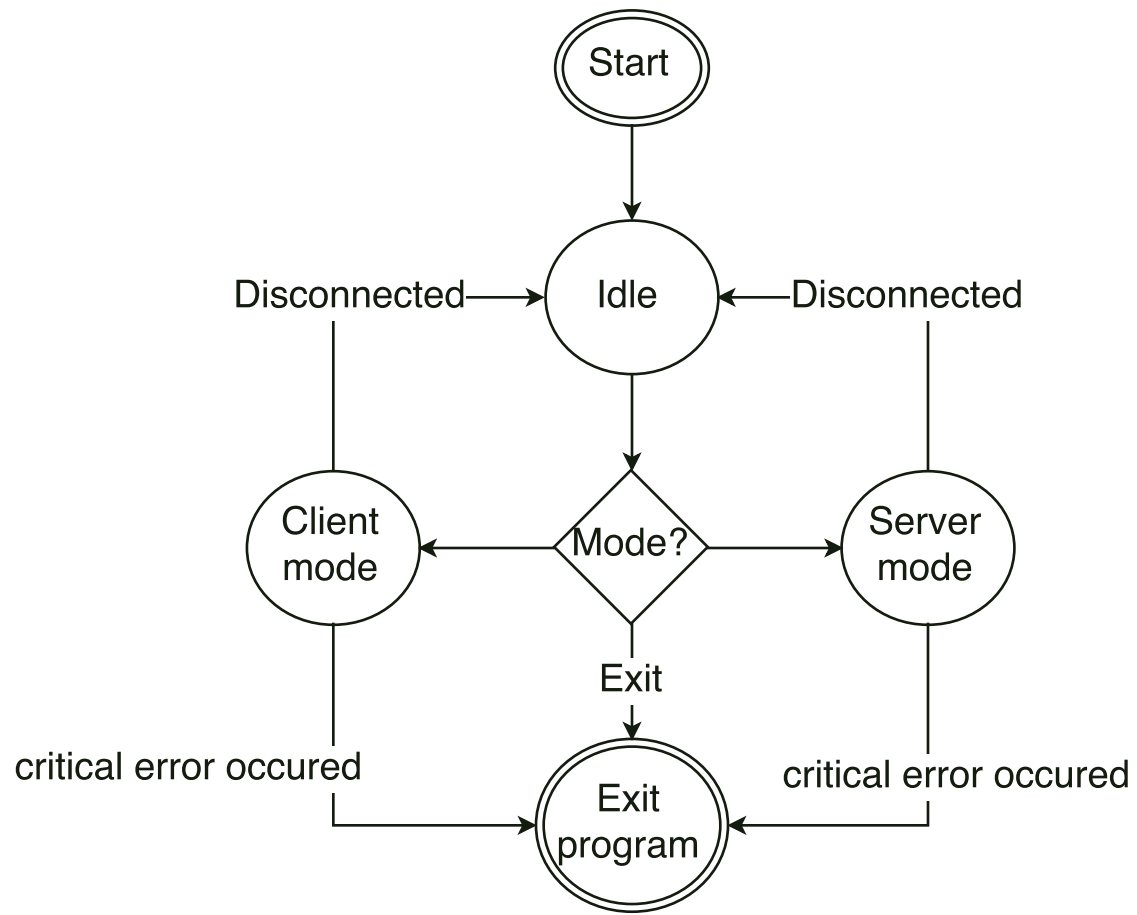 Start
Disconnected
Idle
Disconnected
Client
mode
Mode?
Server
mode
Exit
critical error occured
critical error occured
Exit
program